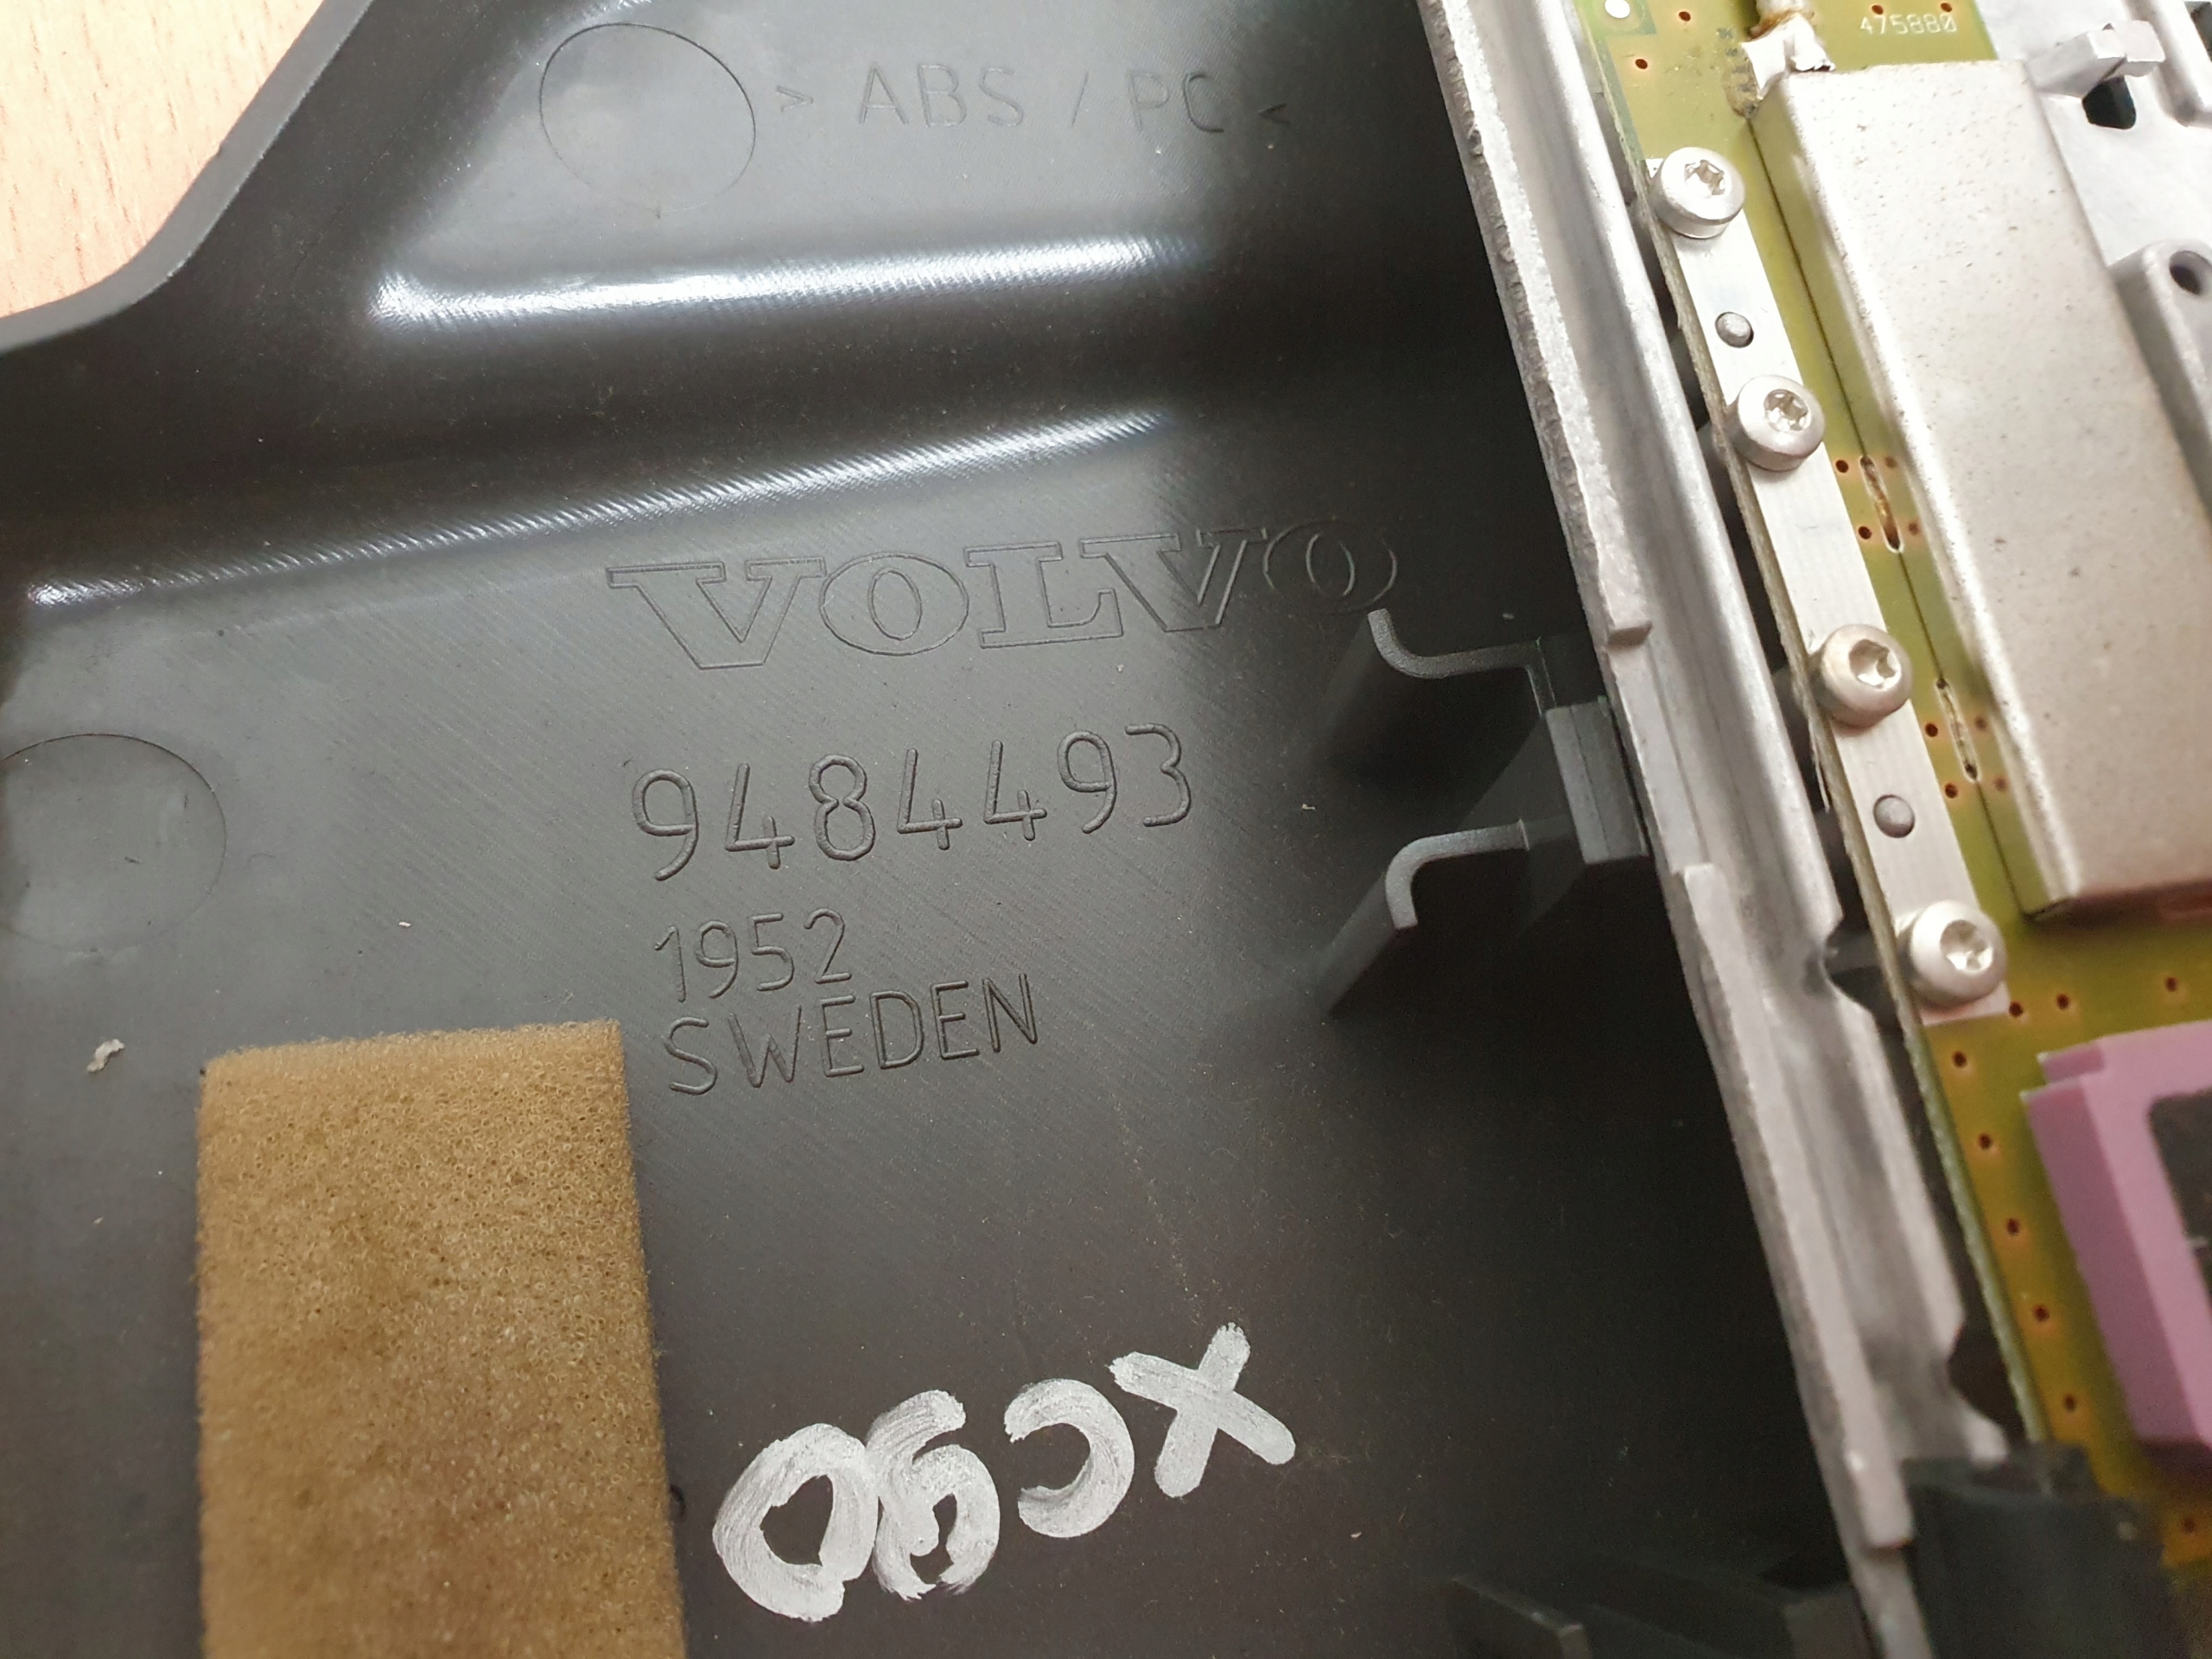 > ABS / PC <
475880
VOLVO
9484493
1952
SWEDEN
XC90